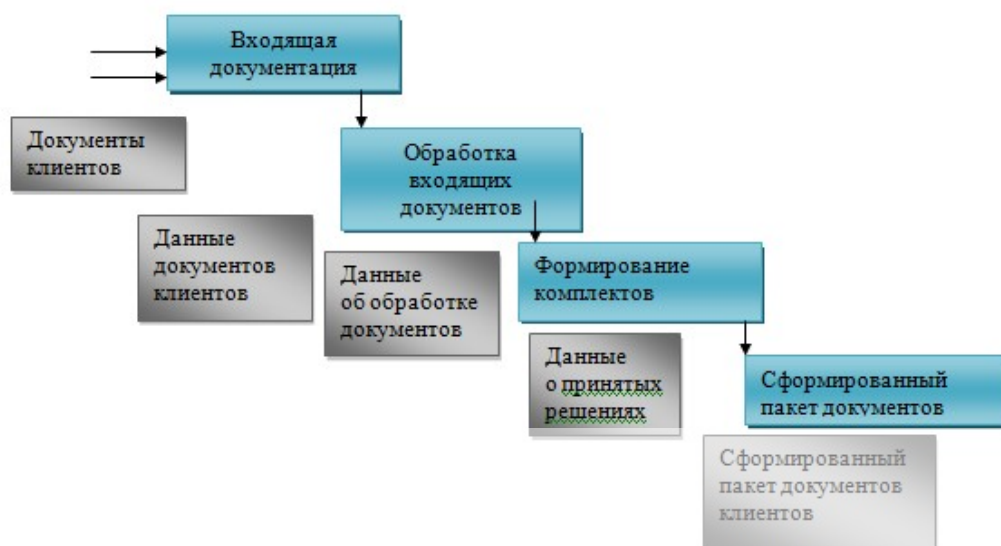 Входящая
документация
Документы
клиентов
Обработка
входящих
документов
Данные
документов
клиентов
Данные
об обработке
документов
Формирование
комплектов
Данные
о принятых
решениях
Сформированный
пакет документов
Сформированный
пакет документов
клиентов